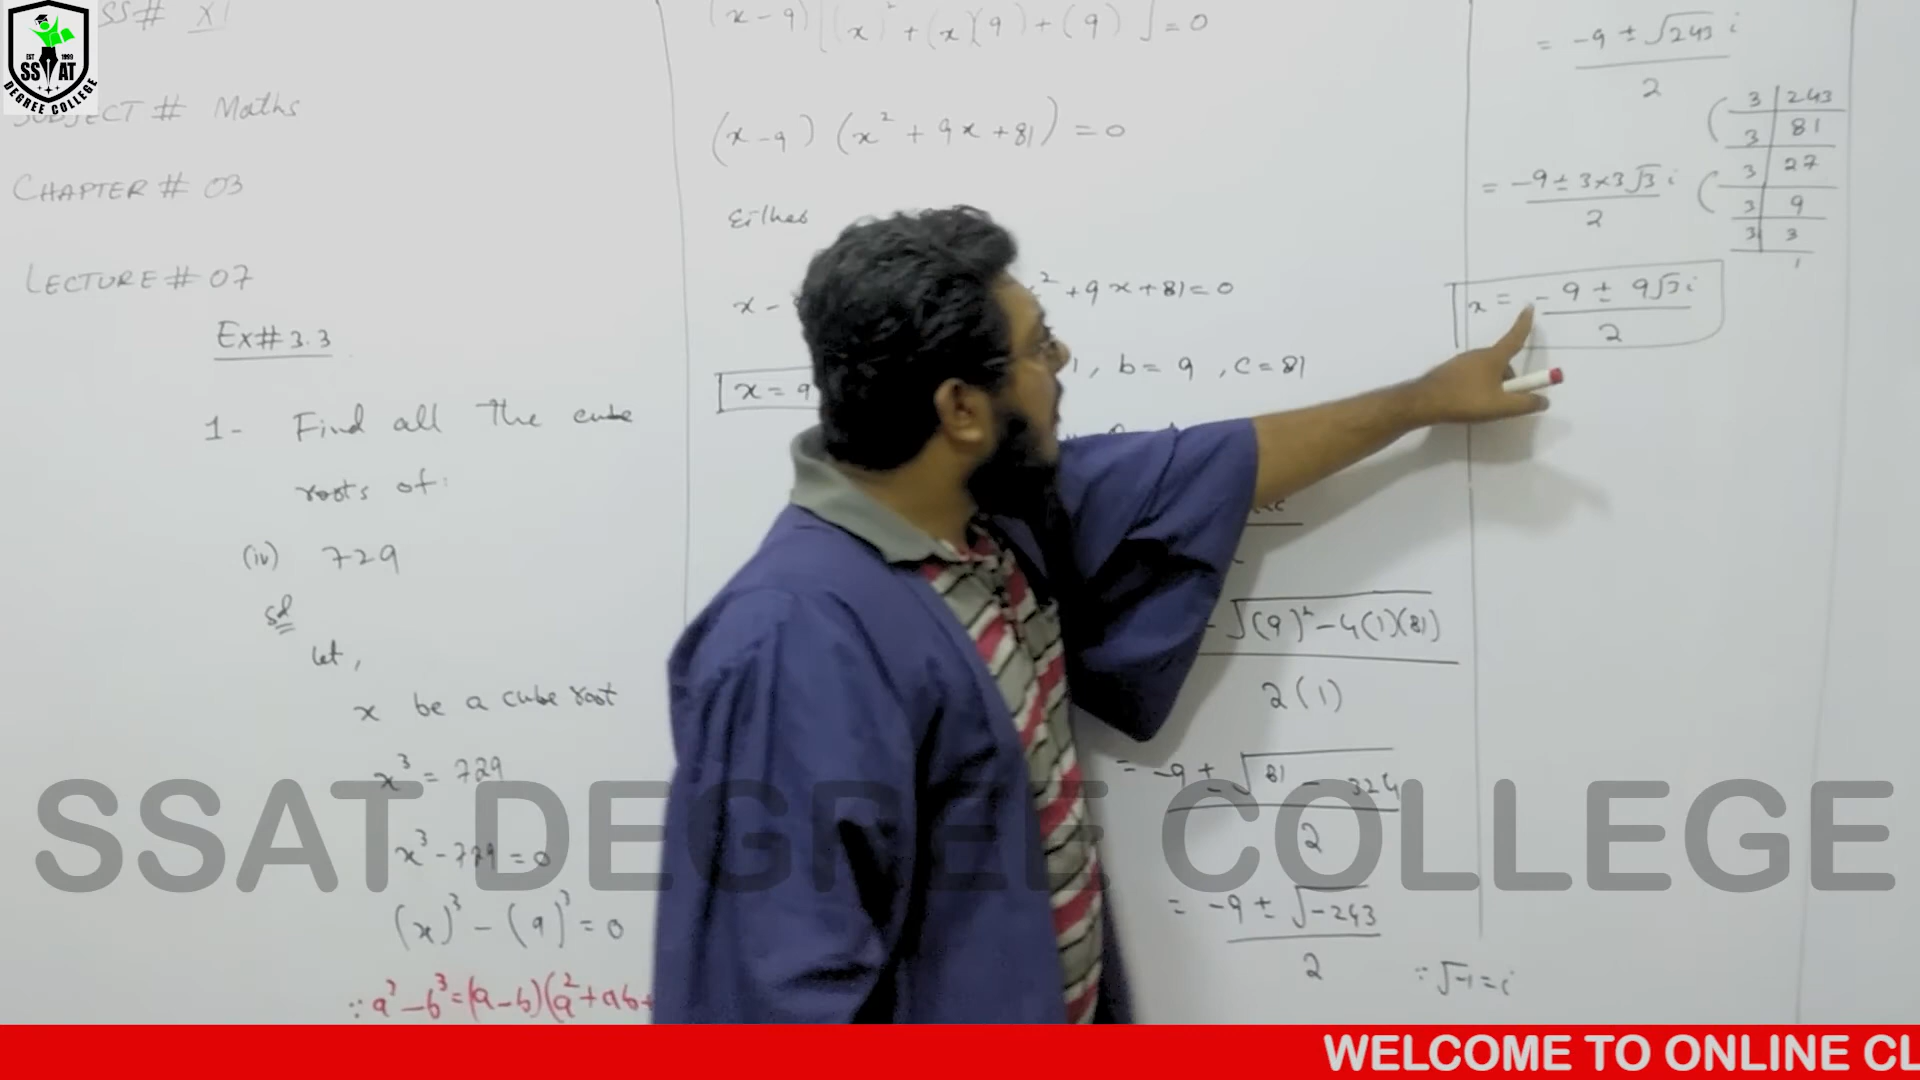 SS# XI
SUBJECT # Maths
CHAPTER # 03
LECTURE # 07
Ex# 3.3
1- Find all the cube
roots of:
(iv) 729
Sol
let,
x be a cube root
x³ = 729
x³ - 729 = 0
(x)³ - (9)³ = 0
∵ a³ - b³ = (a - b)(a² + ab +
(x - 9) [(x)² + (x)(9) + (9)] = 0
(x - 9) (x² + 9x + 81) = 0
Either
x - ² + 9x + 81 = 0
1, b = 9, c = 81
x = 9
- √(9)² - 4(1)(81)
2(1)
= -9 ± √81 - 324
2
= -9 ± √-243
2
∵ √-1 = i
= -9 ± √243 i
2
= -9 ± 3×3√3 i
2
x = -9 ± 9√3 i
2
3 | 243
3 | 81
3 | 27
3 | 9
3 | 3
1
EST 1999
SSAT
DEGREE COLLEGE
SSAT DEGREE COLLEGE
WELCOME TO ONLINE CL